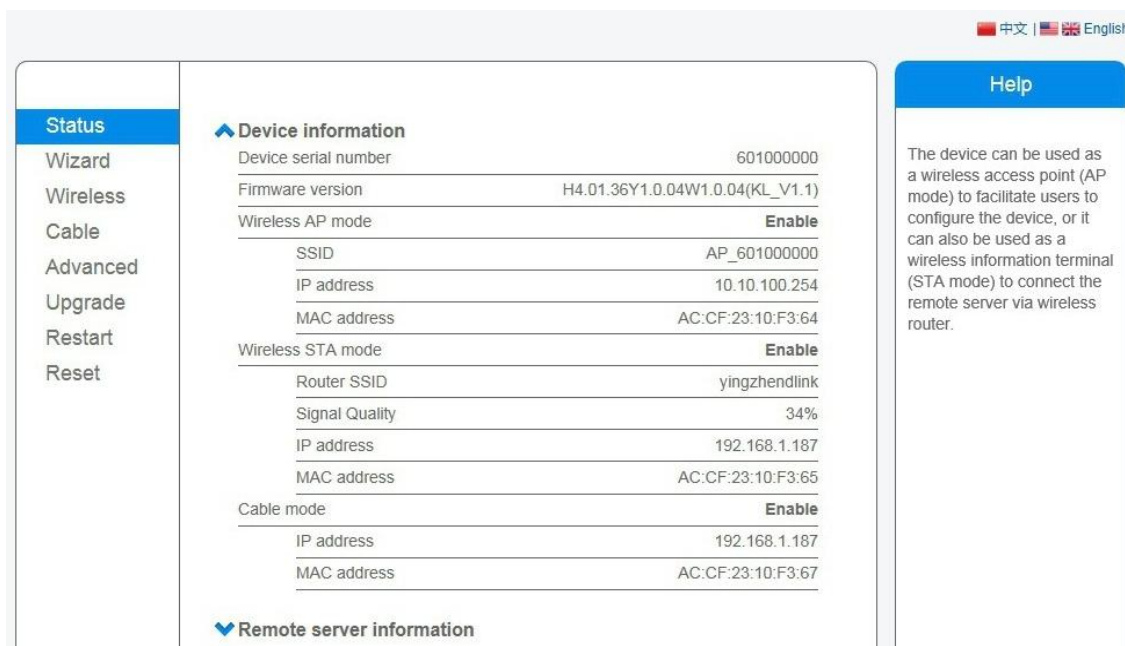 中文 | English
Help
Status
Wizard
Wireless
Cable
Advanced
Upgrade
Restart
Reset
Device information
Device serial number 601000000
Firmware version H4.01.36Y1.0.04W1.0.04(KL_V1.1)
Wireless AP mode Enable
SSID AP_601000000
IP address 10.10.100.254
MAC address AC:CF:23:10:F3:64
Wireless STA mode Enable
Router SSID yingzhendlink
Signal Quality 34%
IP address 192.168.1.187
MAC address AC:CF:23:10:F3:65
Cable mode Enable
IP address 192.168.1.187
MAC address AC:CF:23:10:F3:67
Remote server information
The device can be used as
a wireless access point (AP
mode) to facilitate users to
configure the device, or it
can also be used as a
wireless information terminal
(STA mode) to connect the
remote server via wireless
router.